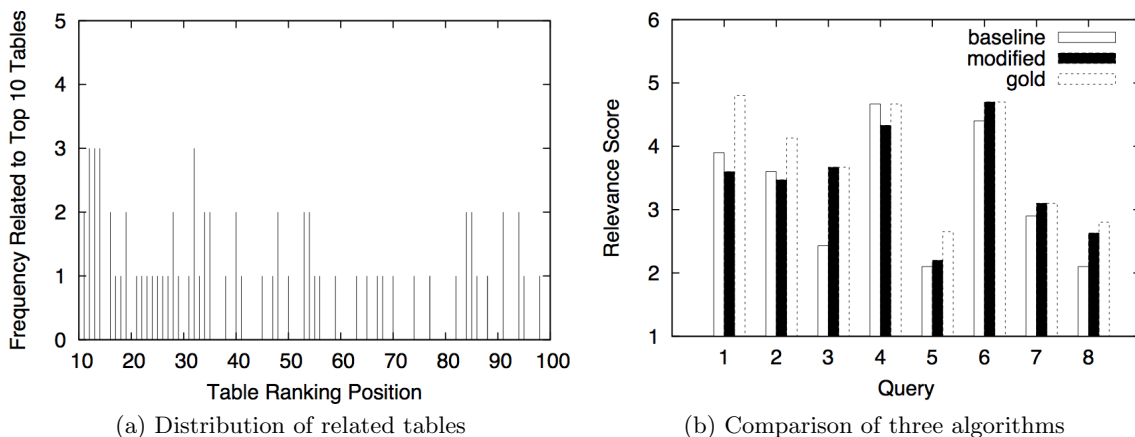 Frequency Related to Top 10 Tables
5
4
3
2
1
0
10 20 30 40 50 60 70 80 90 100
Table Ranking Position
(a) Distribution of related tables
Relevance Score
6
5
4
3
2
1
baseline
modified
gold
1 2 3 4 5 6 7 8
Query
(b) Comparison of three algorithms